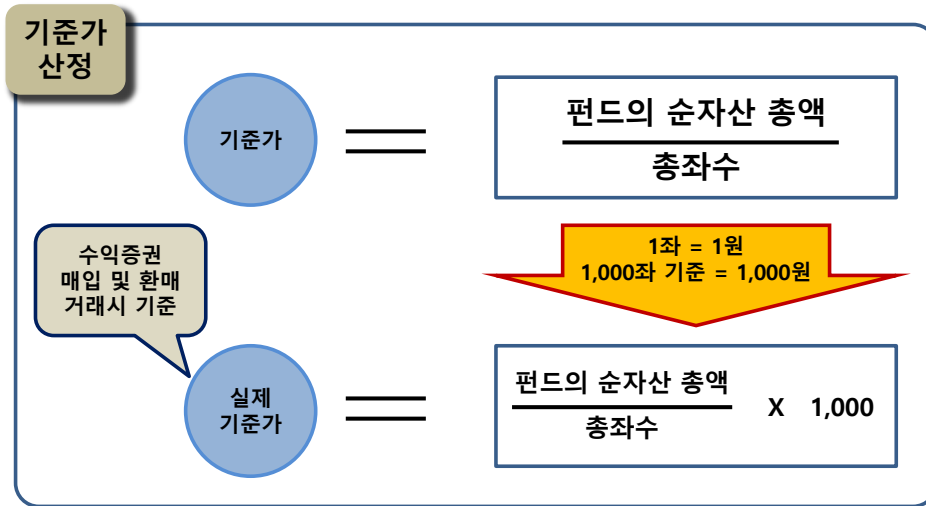 기준가
산정
기준가
펀드의 순자산 총액
총좌수
1좌 = 1원
1,000좌 기준 = 1,000원
수익증권
매입 및 환매
거래시 기준
실제
기준가
펀드의 순자산 총액
총좌수
X 1,000